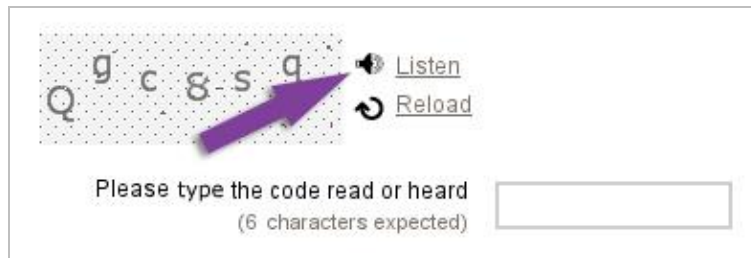 Q g c s q
Listen
Reload
Please type the code read or heard
(6 characters expected)